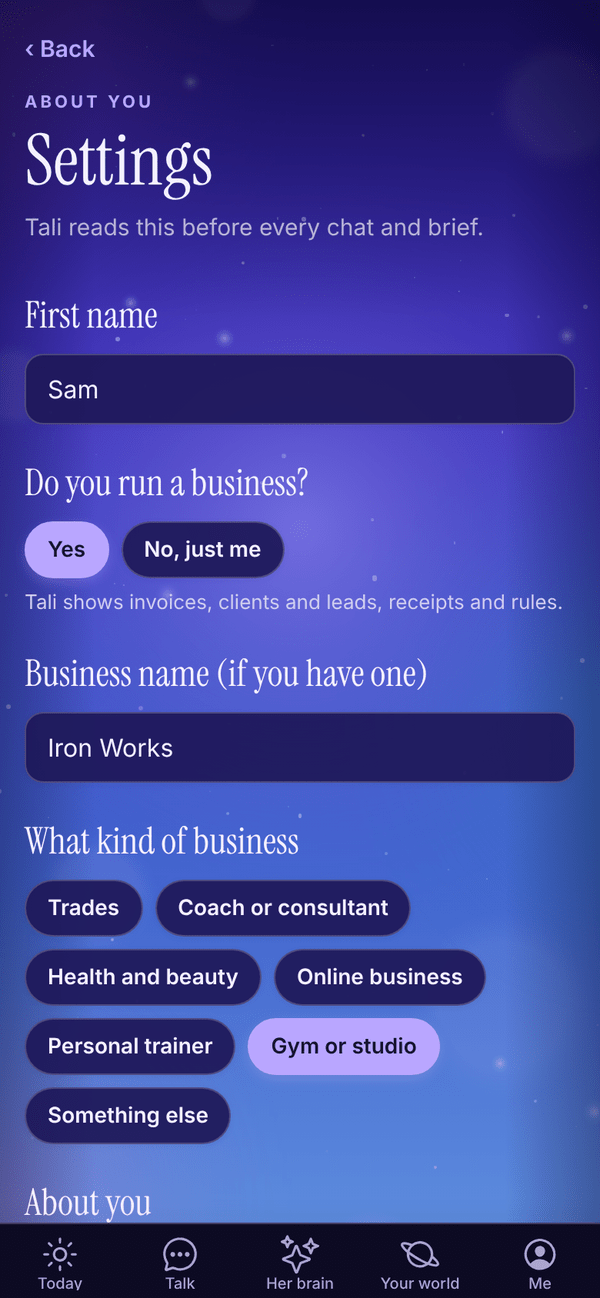 ‹ Back
ABOUT YOU
Settings
Tali reads this before every chat and brief.
First name
Sam
Do you run a business?
Yes
No, just me
Tali shows invoices, clients and leads, receipts and rules.
Business name (if you have one)
Iron Works
What kind of business
Trades
Coach or consultant
Health and beauty
Online business
Personal trainer
Gym or studio
Something else
About you
Today
Talk
Her brain
Your world
Me